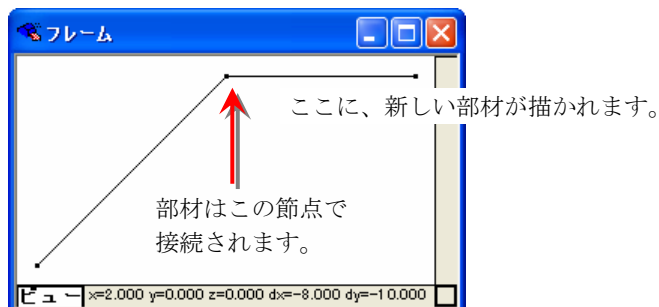 フレーム
ここに、新しい部材が描かれます。
部材はこの節点で
接続されます。
ビュー x=2.000 y=0.000 z=0.000 dx=-8.000 dy=-10.000